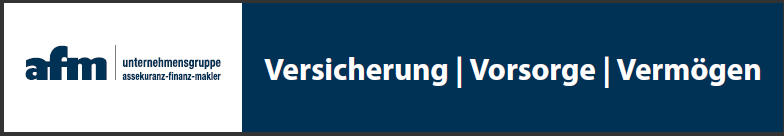 afm
unternehmensgruppe
assekuranz-finanz-makler
Versicherung | Vorsorge | Vermögen